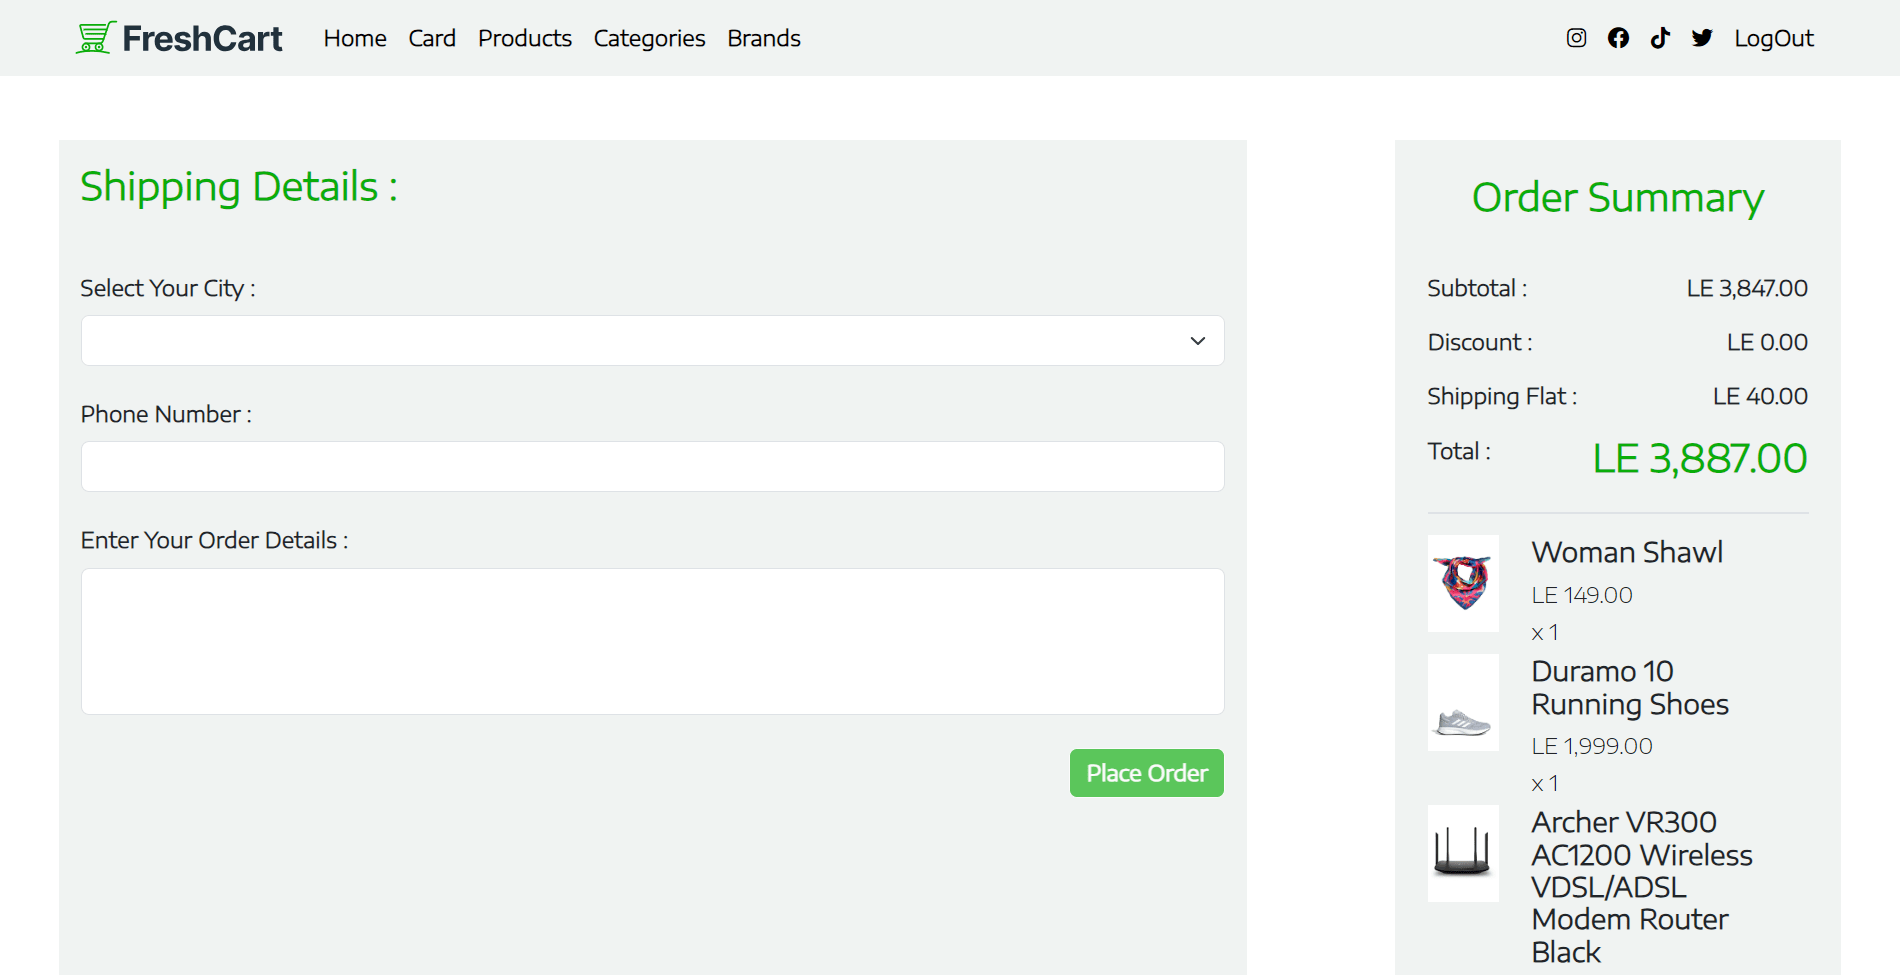 FreshCart
Home Card Products Categories Brands
LogOut
Shipping Details :
Select Your City :
Phone Number :
Enter Your Order Details :
Place Order
Order Summary
Subtotal : LE 3,847.00
Discount : LE 0.00
Shipping Flat : LE 40.00
Total : LE 3,887.00
Woman Shawl
LE 149.00
x 1
Duramo 10
Running Shoes
LE 1,999.00
x 1
Archer VR300
AC1200 Wireless
VDSL/ADSL
Modem Router
Black